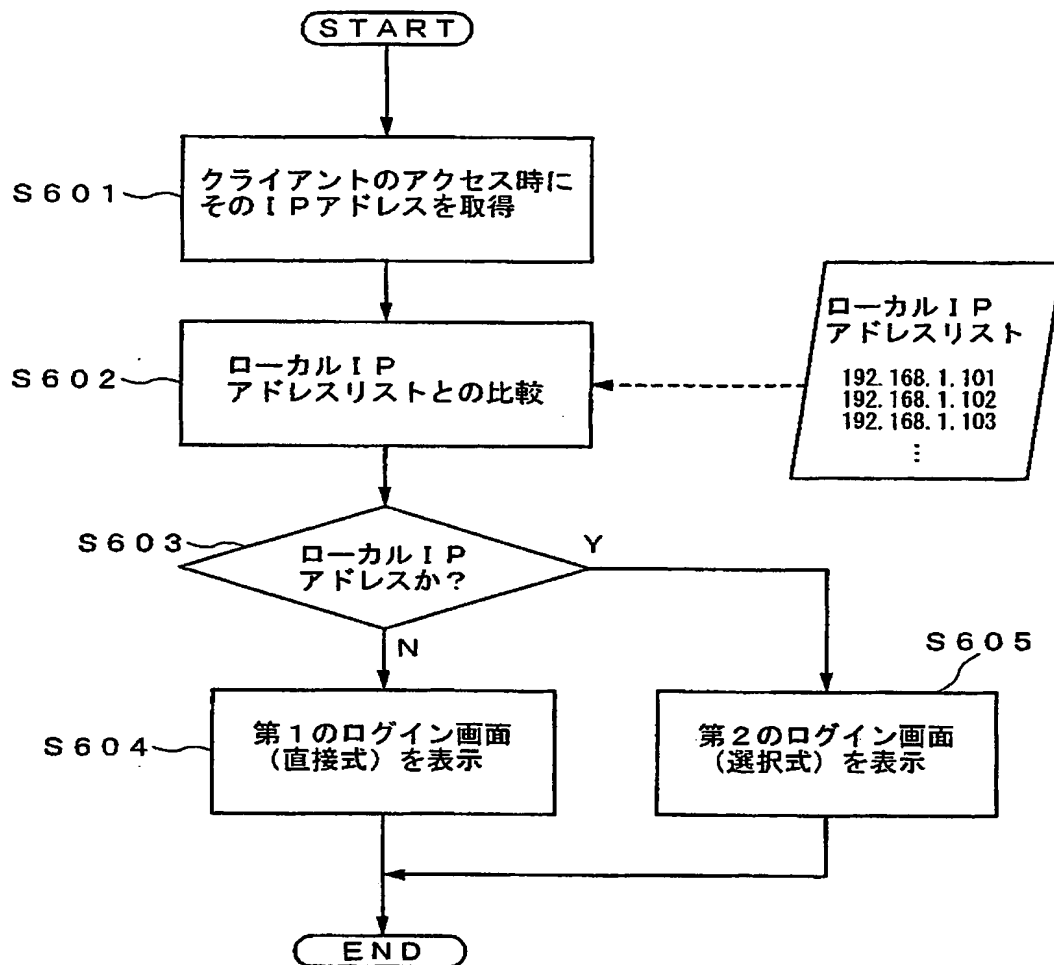 START
S601
クライアントのアクセス時に
そのIPアドレスを取得
S602
ローカルIP
アドレスリストとの比較
ローカルIP
アドレスリスト
192.168.1.101
192.168.1.102
192.168.1.103
⋮
S603
ローカルIP
アドレスか?
Y
N
S604
第1のログイン画面
(直接式)を表示
S605
第2のログイン画面
(選択式)を表示
END